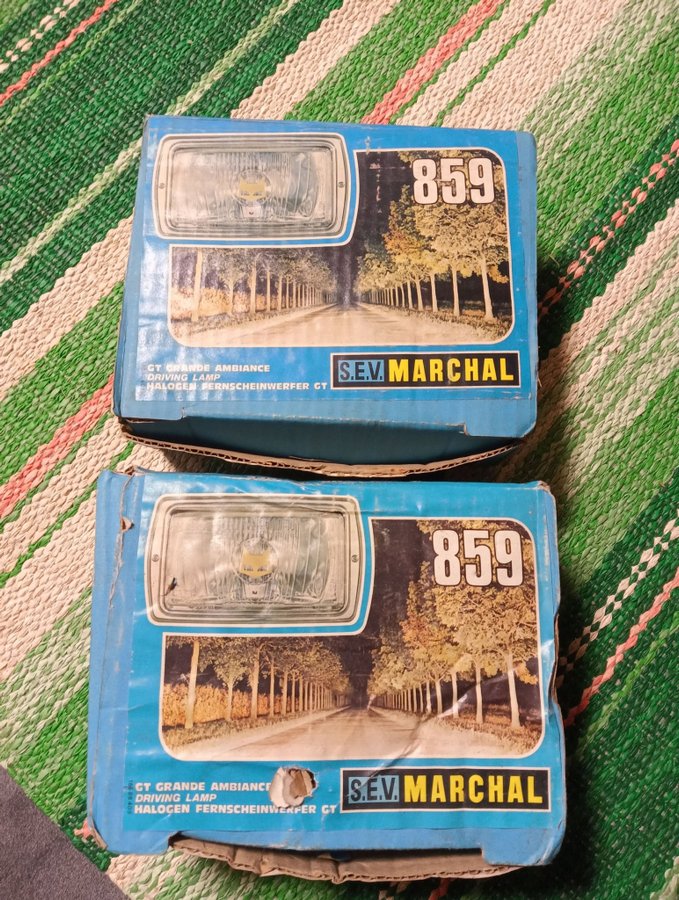 859
GT GRANDE AMBIANCE
DRIVING LAMP
HALOGEN FERNSCHEINWERFER GT
S.E.V. MARCHAL
859
GT GRANDE AMBIANCE
DRIVING LAMP
HALOGEN FERNSCHEINWERFER GT
S.E.V. MARCHAL